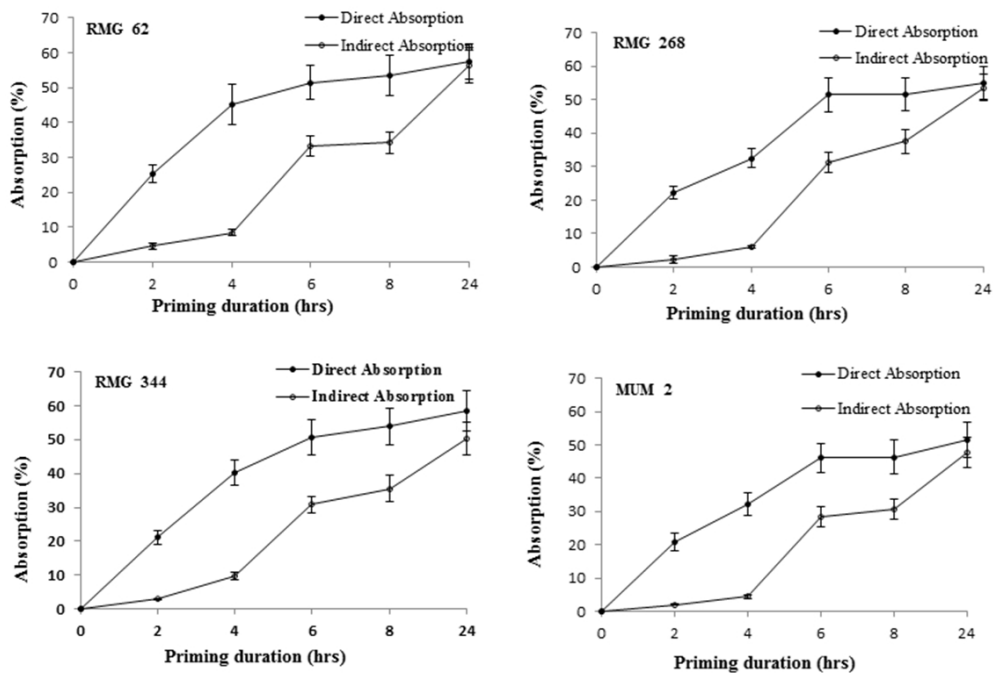 RMG 62
Direct Absorption
Indirect Absorption
Absorption (%)
70
60
50
40
30
20
10
0
0 2 4 6 8 24
Priming duration (hrs)
RMG 268
Direct Absorption
Indirect Absorption
Absorption (%)
70
60
50
40
30
20
10
0
0 2 4 6 8 24
Priming duration (hrs)
RMG 344
Direct Absorption
Indirect Absorption
Absorption (%)
70
60
50
40
30
20
10
0
0 2 4 6 8 24
Priming duration (hrs)
MUM 2
Direct Absorption
Indirect Absorption
Absorption (%)
70
60
50
40
30
20
10
0
0 2 4 6 8 24
Priming duration (hrs)